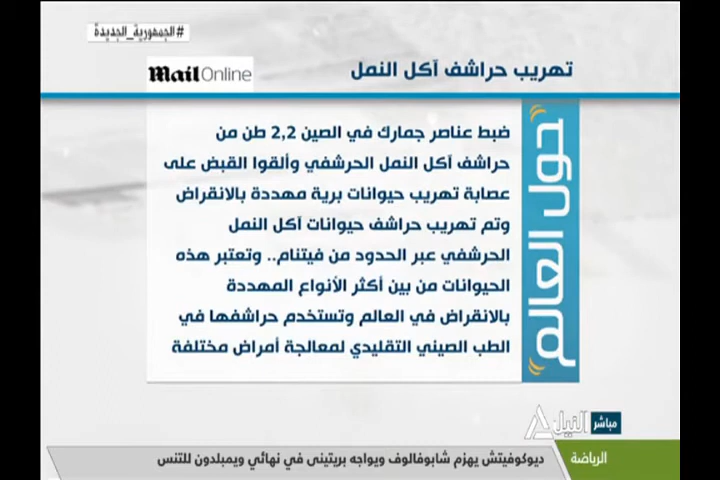 #الجمهورية_الجديدة
تهريب حراشف آكل النمل
Mail Online
حول العالم
ضبط عناصر جمارك في الصين 2,2 طن من
حراشف آكل النمل الحرشفي وألقوا القبض على
عصابة تهريب حيوانات برية مهددة بالانقراض
وتم تهريب حراشف حيوانات آكل النمل
الحرشفي عبر الحدود من فيتنام.. وتعتبر هذه
الحيوانات من بين أكثر الأنواع المهددة
بالانقراض في العالم وتستخدم حراشفها في
الطب الصيني التقليدي لمعالجة أمراض مختلفة
مباشر النيل
الرياضة
ديوكوفيتش يهزم شابوفالوف ويواجه بريتيني في نهائي ويمبلدون للتنس